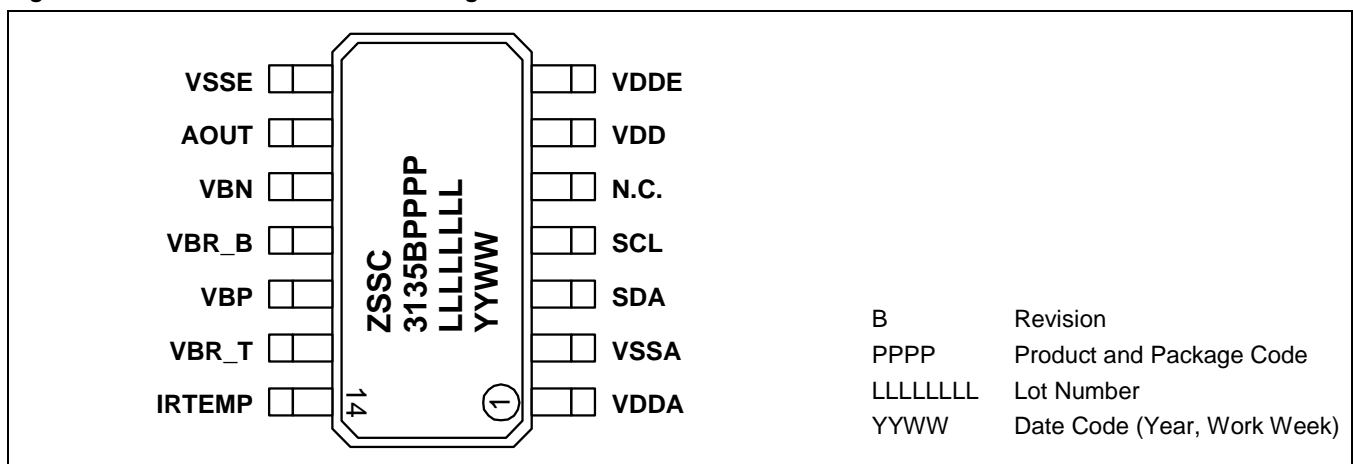 VSSE
AOUT
VBN
VBR_B
VBP
VBR_T
IRTEMP
ZSSC
3135BPPPP
LLLLLLLL
YYWW
14
1
VDDE
VDD
N.C.
SCL
SDA
VSSA
VDDA
B Revision
PPPP Product and Package Code
LLLLLLLL Lot Number
YYWW Date Code (Year, Work Week)